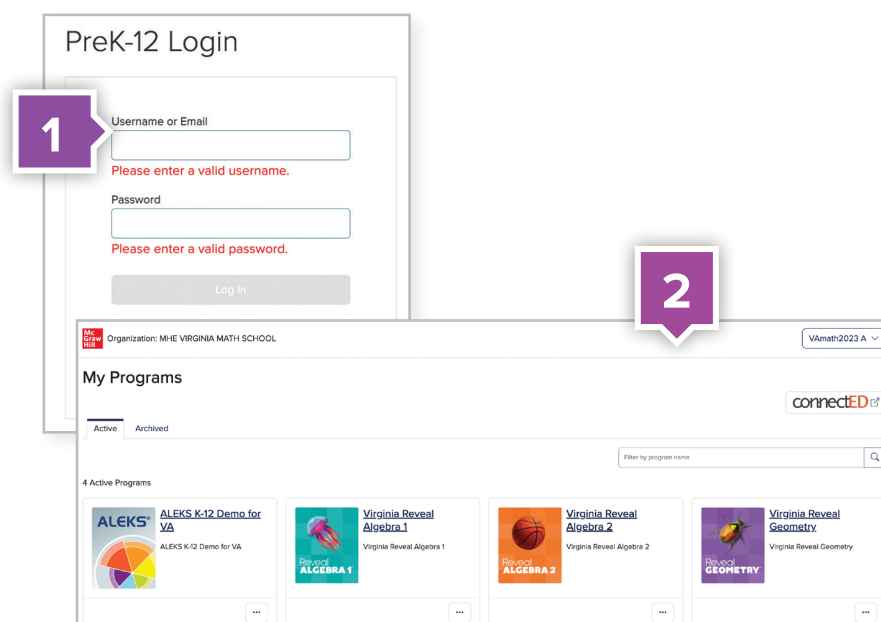 PreK-12 Login
1
Username or Email
Please enter a valid username.
Password
Please enter a valid password.
Log In
2
Mc
Graw
Hill
Organization: MHE VIRGINIA MATH SCHOOL
VAmath2023 A
My Programs
connectED
Active
Archived
Filter by program name
4 Active Programs
ALEKS®
ALEKS K-12 Demo for
VA
ALEKS K-12 Demo for VA
Reveal
ALGEBRA 1
Virginia Reveal
Algebra 1
Virginia Reveal Algebra 1
Reveal
ALGEBRA 2
Virginia Reveal
Algebra 2
Virginia Reveal Algebra 2
Reveal
GEOMETRY
Virginia Reveal
Geometry
Virginia Reveal Geometry
...
...
...
...